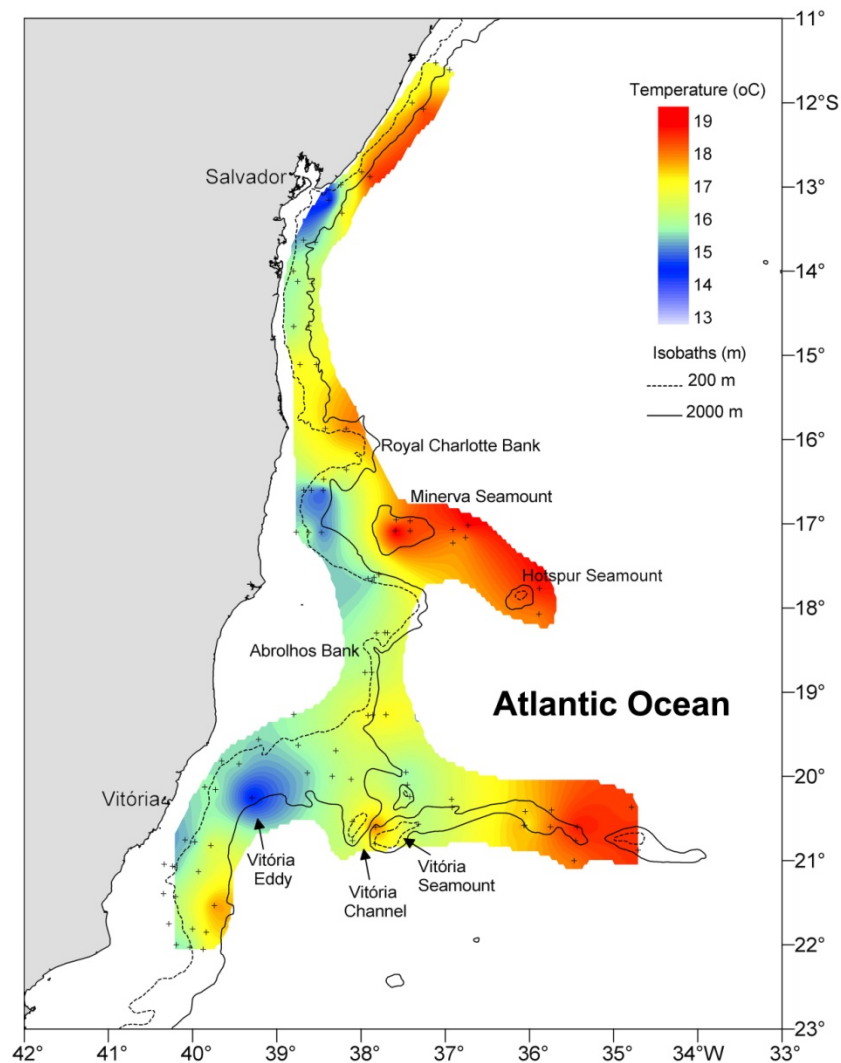 11°
Temperature (oC)
19
18
17
16
15
14
13
12°S
Salvador
13°
Isobaths (m)
200 m
2000 m
14°
15°
Royal Charlotte Bank
16°
Minerva Seamount
17°
Hotspur Seamount
18°
Abrolhos Bank
19°
Atlantic Ocean
20°
Vitória
21°
Vitória
Eddy
Vitória
Channel
Vitória
Seamount
22°
23°
42
41°
40°
39°
38°
37°
36°
35°
34°W
33°